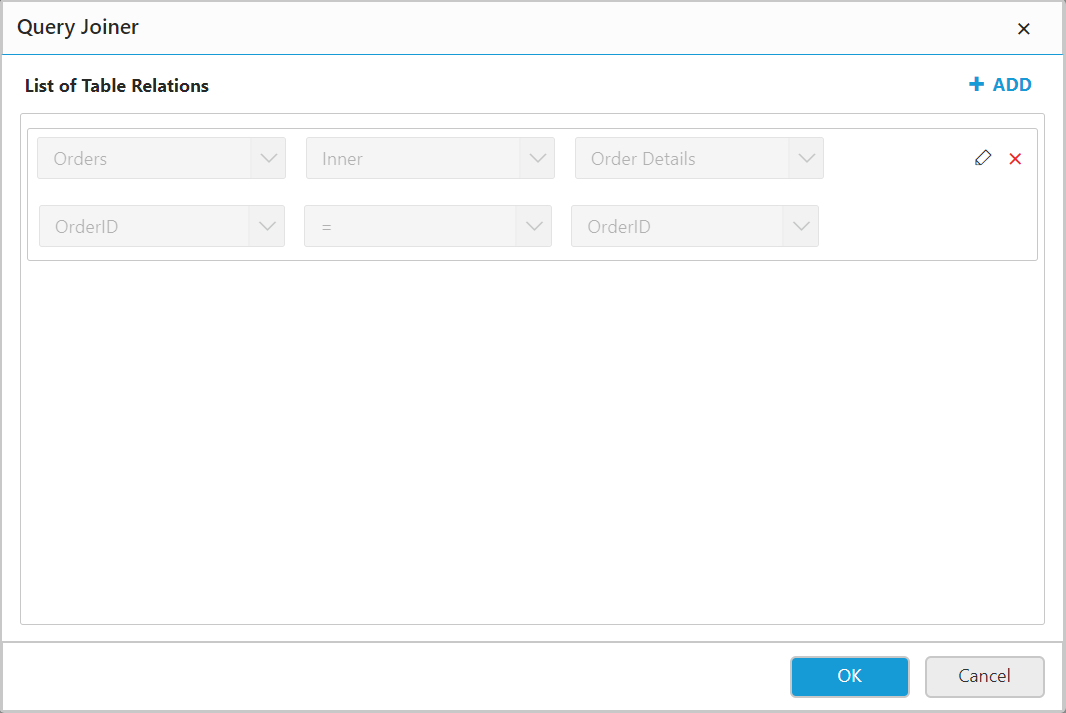 Query Joiner
List of Table Relations
ADD
Orders Inner Order Details
OrderID = OrderID
OK Cancel